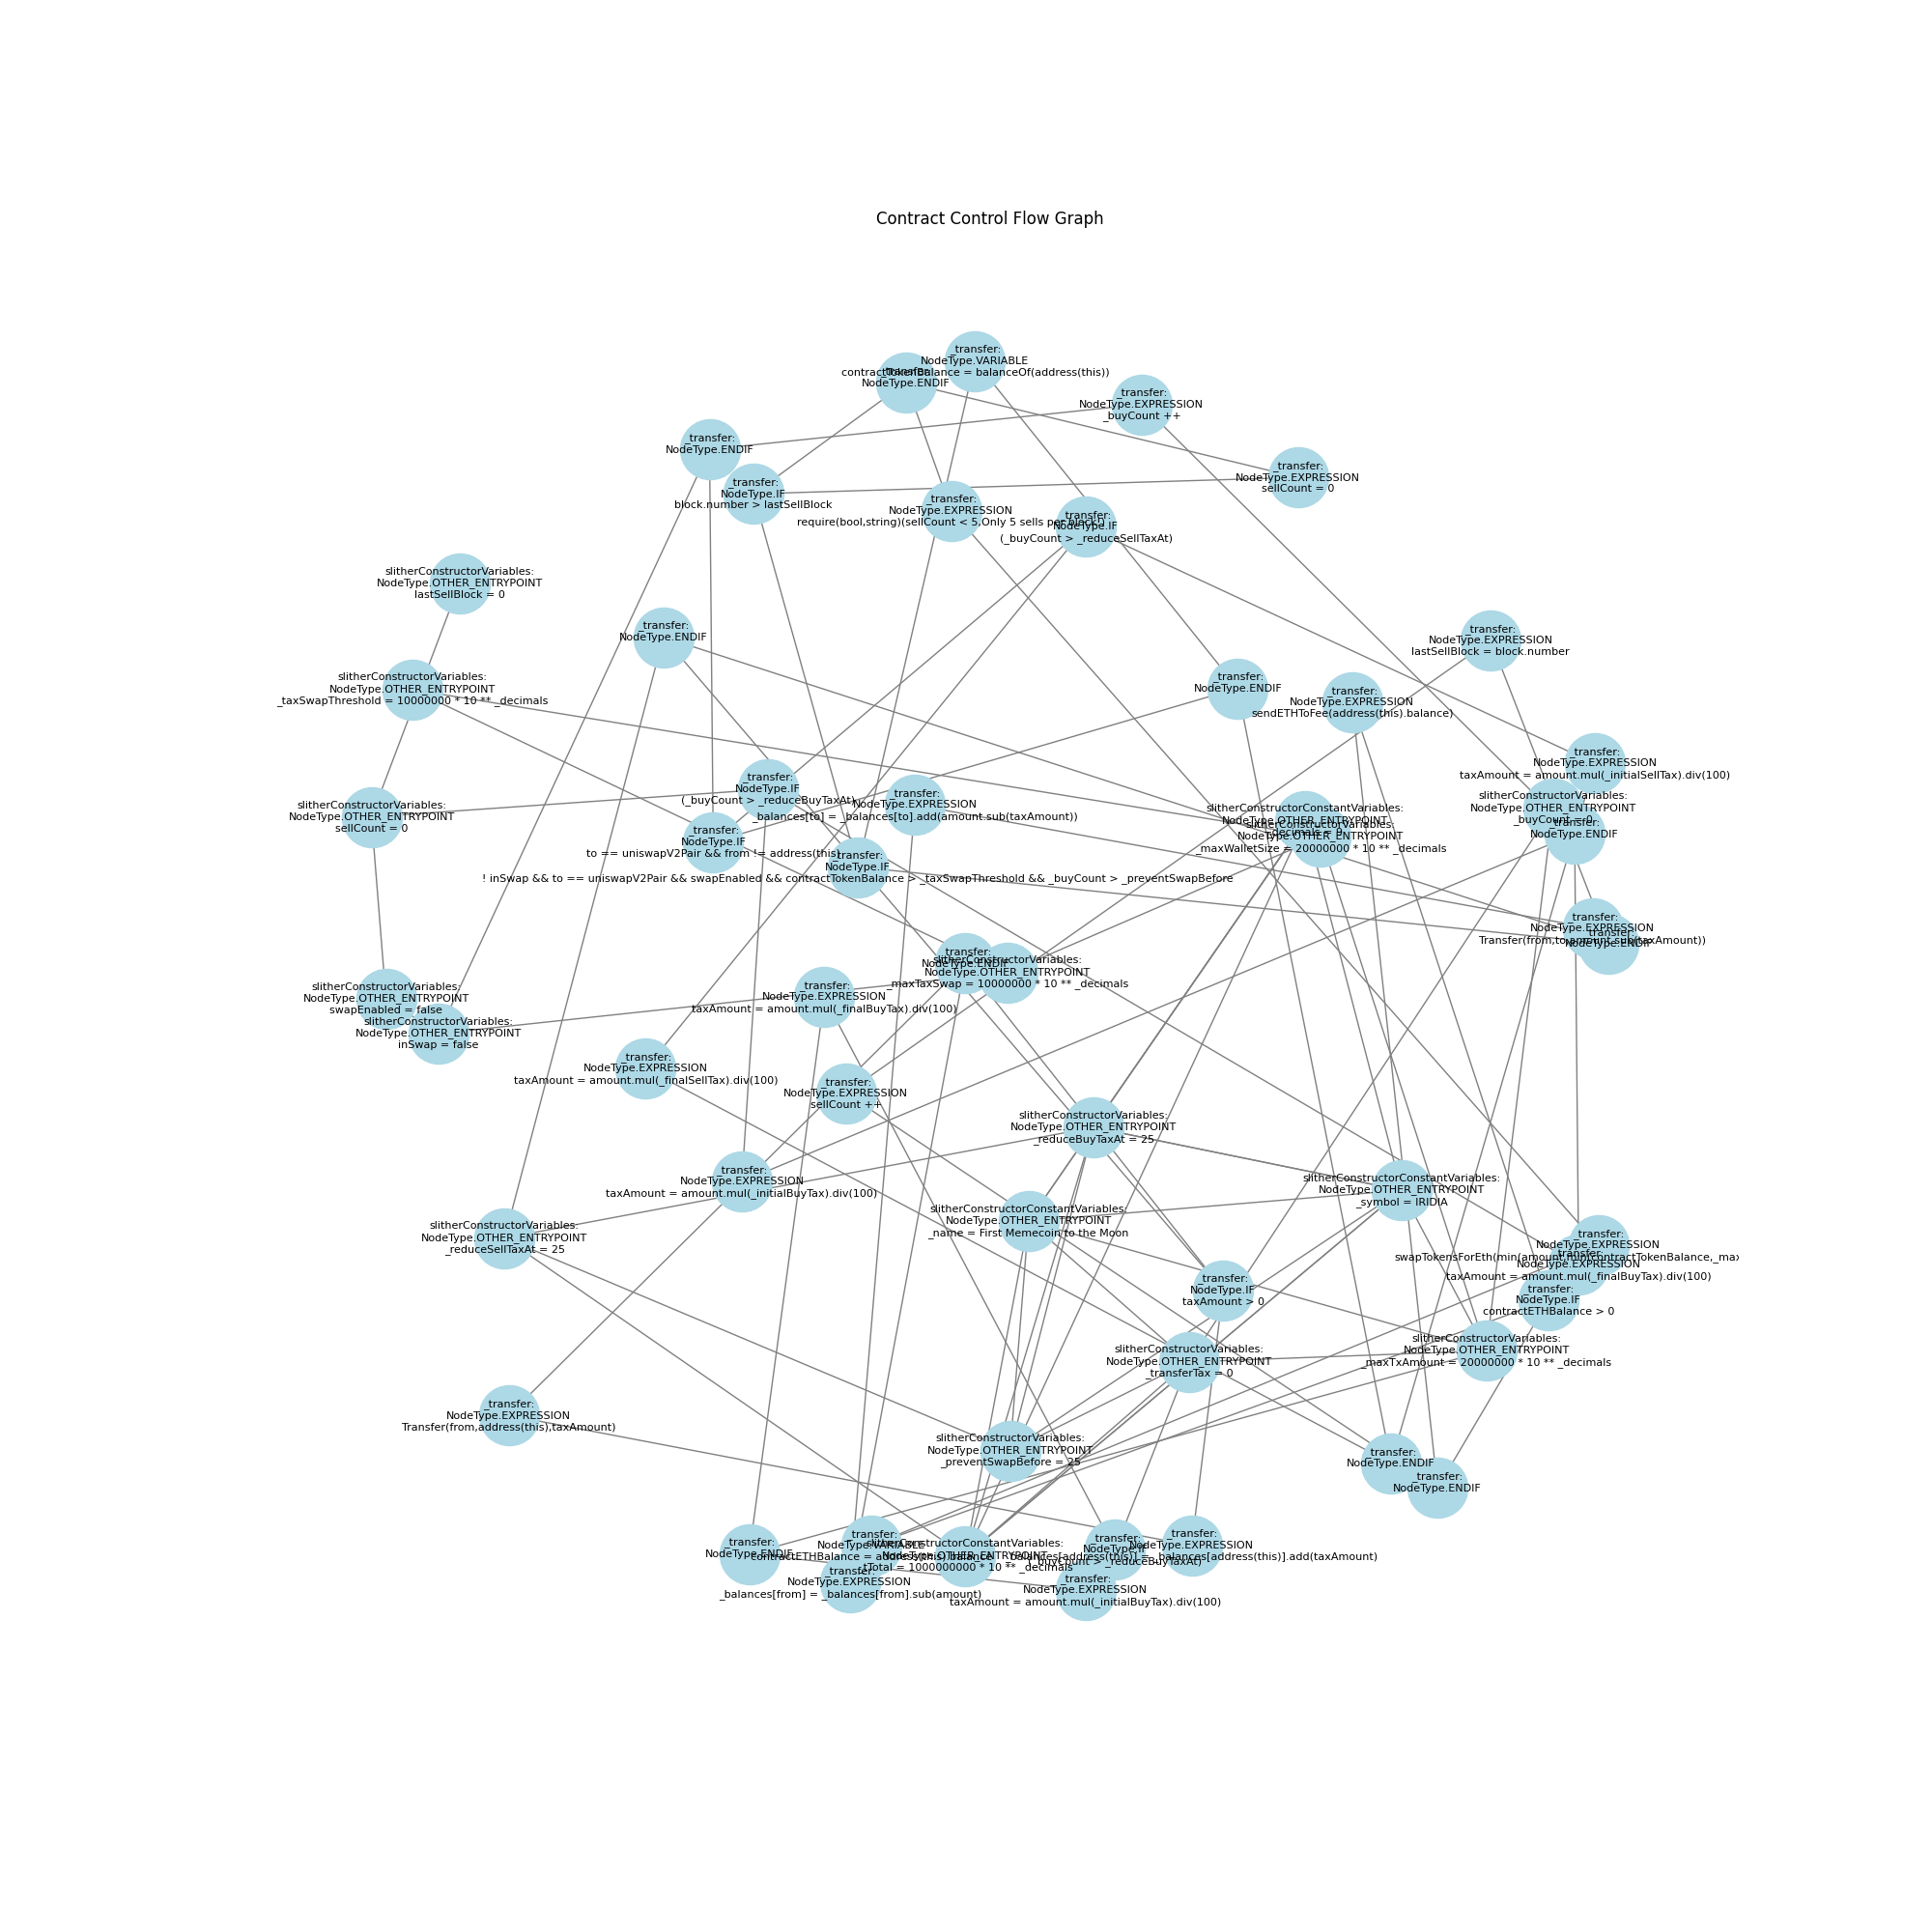 Contract Control Flow Graph
_transfer:
NodeType.VARIABLE
contractTokenBalance = balanceOf(address(this))
_transfer:
NodeType.ENDIF
_transfer:
NodeType.EXPRESSION
_buyCount ++
_transfer:
NodeType.ENDIF
_transfer:
NodeType.IF
block.number > lastSellBlock
_transfer:
NodeType.EXPRESSION
sellCount = 0
_transfer:
NodeType.EXPRESSION
require(bool,string)(sellCount < 5,Only 5 sells per block!)
_transfer:
NodeType.IF
(_buyCount > _reduceSellTaxAt)
slitherConstructorVariables:
NodeType.OTHER_ENTRYPOINT
lastSellBlock = 0
_transfer:
NodeType.ENDIF
_transfer:
NodeType.EXPRESSION
lastSellBlock = block.number
slitherConstructorVariables:
NodeType.OTHER_ENTRYPOINT
_taxSwapThreshold = 10000000 * 10 ** _decimals
_transfer:
NodeType.ENDIF
_transfer:
NodeType.EXPRESSION
sendETHToFee(address(this).balance)
_transfer:
NodeType.EXPRESSION
taxAmount = amount.mul(_initialSellTax).div(100)
slitherConstructorVariables:
NodeType.OTHER_ENTRYPOINT
_buyCount = 0
_transfer:
NodeType.ENDIF
_transfer:
NodeType.IF
(_buyCount > _reduceBuyTaxAt)
_transfer:
NodeType.EXPRESSION
_balances[to] = _balances[to].add(amount.sub(taxAmount))
slitherConstructorVariables:
NodeType.OTHER_ENTRYPOINT
sellCount = 0
slitherConstructorConstantVariables:
NodeType.OTHER_ENTRYPOINT
_decimals = 9
slitherConstructorVariables:
NodeType.OTHER_ENTRYPOINT
_maxWalletSize = 20000000 * 10 ** _decimals
_transfer:
NodeType.IF
to == uniswapV2Pair && from != address(this)
_transfer:
NodeType.IF
! inSwap && to == uniswapV2Pair && swapEnabled && contractTokenBalance > _taxSwapThreshold && _buyCount > _preventSwapBefore
_transfer:
NodeType.EXPRESSION
Transfer(from,to,amount.sub(taxAmount))
_transfer:
NodeType.ENDIF
_transfer:
NodeType.ENDIF
slitherConstructorVariables:
NodeType.OTHER_ENTRYPOINT
_maxTaxSwap = 10000000 * 10 ** _decimals
slitherConstructorVariables:
NodeType.OTHER_ENTRYPOINT
swapEnabled = false
_transfer:
NodeType.EXPRESSION
taxAmount = amount.mul(_finalBuyTax).div(100)
slitherConstructorVariables:
NodeType.OTHER_ENTRYPOINT
inSwap = false
_transfer:
NodeType.EXPRESSION
taxAmount = amount.mul(_finalSellTax).div(100)
_transfer:
NodeType.EXPRESSION
sellCount ++
slitherConstructorVariables:
NodeType.OTHER_ENTRYPOINT
_reduceBuyTaxAt = 25
_transfer:
NodeType.EXPRESSION
taxAmount = amount.mul(_initialBuyTax).div(100)
slitherConstructorConstantVariables:
NodeType.OTHER_ENTRYPOINT
_symbol = IRIDIA
slitherConstructorConstantVariables:
NodeType.OTHER_ENTRYPOINT
_name = First Memecoin to the Moon
slitherConstructorVariables:
NodeType.OTHER_ENTRYPOINT
_reduceSellTaxAt = 25
_transfer:
NodeType.EXPRESSION
swapTokensForEth(min(amount,min(contractTokenBalance,_max
_transfer:
NodeType.EXPRESSION
taxAmount = amount.mul(_finalBuyTax).div(100)
_transfer:
NodeType.IF
taxAmount > 0
_transfer:
NodeType.IF
contractETHBalance > 0
slitherConstructorVariables:
NodeType.OTHER_ENTRYPOINT
_maxTxAmount = 20000000 * 10 ** _decimals
slitherConstructorVariables:
NodeType.OTHER_ENTRYPOINT
_transferTax = 0
_transfer:
NodeType.EXPRESSION
Transfer(from,address(this),taxAmount)
slitherConstructorVariables:
NodeType.OTHER_ENTRYPOINT
_preventSwapBefore = 25
_transfer:
NodeType.ENDIF
_transfer:
NodeType.ENDIF
_transfer:
NodeType.ENDIF
_transfer:
NodeType.VARIABLE
contractETHBalance = address(this).balance
slitherConstructorConstantVariables:
NodeType.OTHER_ENTRYPOINT
_tTotal = 1000000000 * 10 ** _decimals
_transfer:
NodeType.IF
(_buyCount > _reduceBuyTaxAt)
_transfer:
NodeType.EXPRESSION
_balances[address(this)] = _balances[address(this)].add(taxAmount)
_transfer:
NodeType.EXPRESSION
_balances[from] = _balances[from].sub(amount)
_transfer:
NodeType.EXPRESSION
taxAmount = amount.mul(_initialBuyTax).div(100)